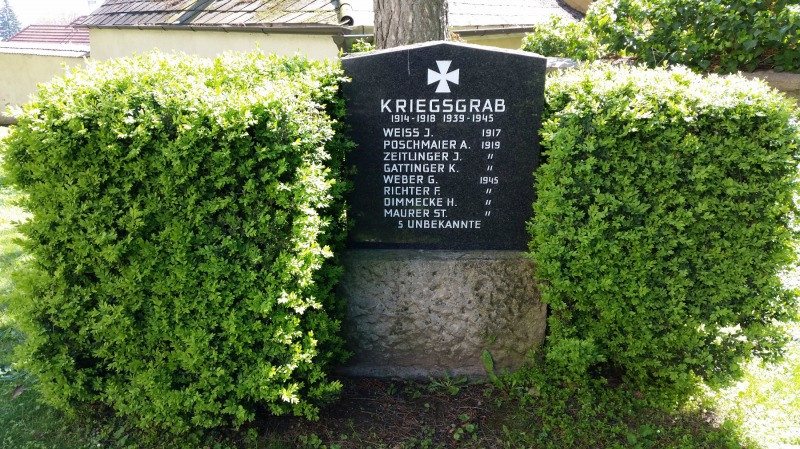 KRIEGSGRAB
1914-1918 1939-1945
WEISS J. 1917
POSCHMAIER A. 1919
ZEITLINGER J. "
GATTINGER K. "
WEBER G. 1945
RICHTER F. "
DIMMECKE H. "
MAURER ST. "
5 UNBEKANNTE